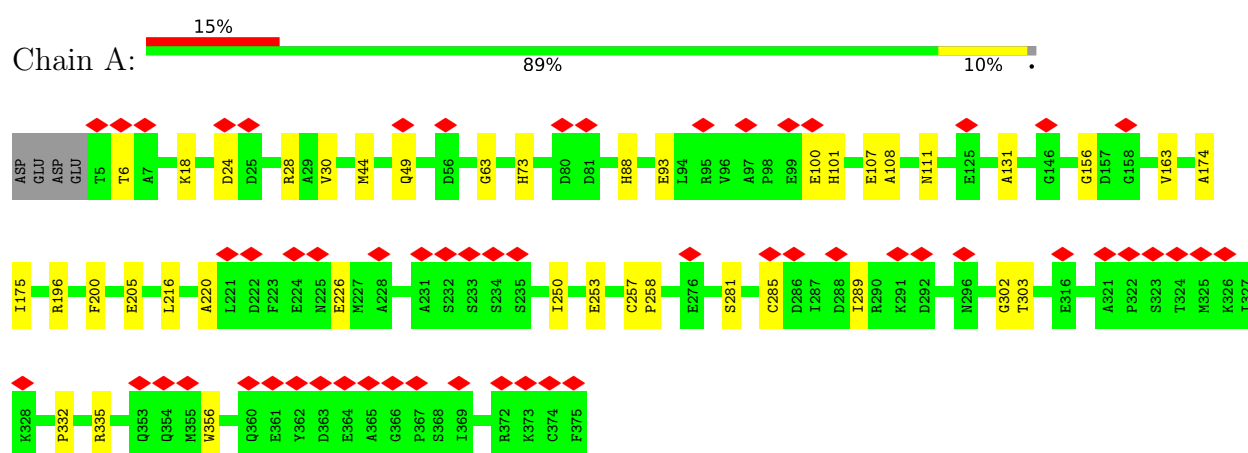 15%
Chain A:
89% 10% •
ASP GLU ASP GLU T5 T6 A7 K18 D24 D25 R28 A29 V30 M44 Q49 D56 G63 H73 D80 D81 H88 E93 L94 R95 V96 A97 P98 E99 E100 H101 E107 A108 N111 E125 A131 G146 G156 D157 G158 V163 A174
I175 R196 F200 E205 L216 A220 L221 D222 F223 E224 N225 E226 M227 A228 A231 S232 S233 S234 S235 I250 E253 C257 P258 E276 S281 C285 D286 I287 D288 I289 R290 K291 D292 N296 G302 T303 E316 A321 P322 S323 T324 M325 K326 I327
K328 P332 R335 Q353 Q354 M355 W356 Q360 E361 Y362 D363 E364 A365 G366 P367 S368 I369 R372 K373 C374 F375